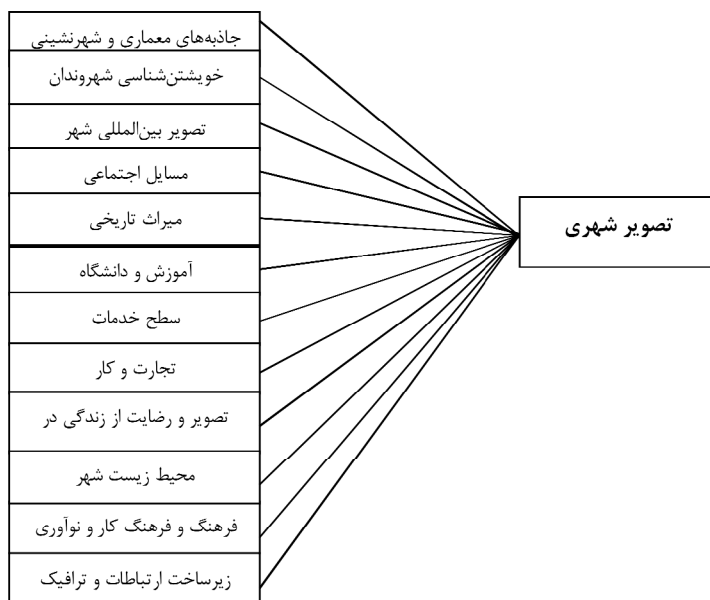 جاذبه‌های معماری و شهرنشینی
خویشتن‌شناسی شهروندان
تصویر بین‌المللی شهر
مسایل اجتماعی
میراث تاریخی
آموزش و دانشگاه
سطح خدمات
تجارت و کار
تصویر و رضایت از زندگی در
محیط زیست شهر
فرهنگ و فرهنگ کار و نوآوری
زیرساخت ارتباطات و ترافیک
تصویر شهری